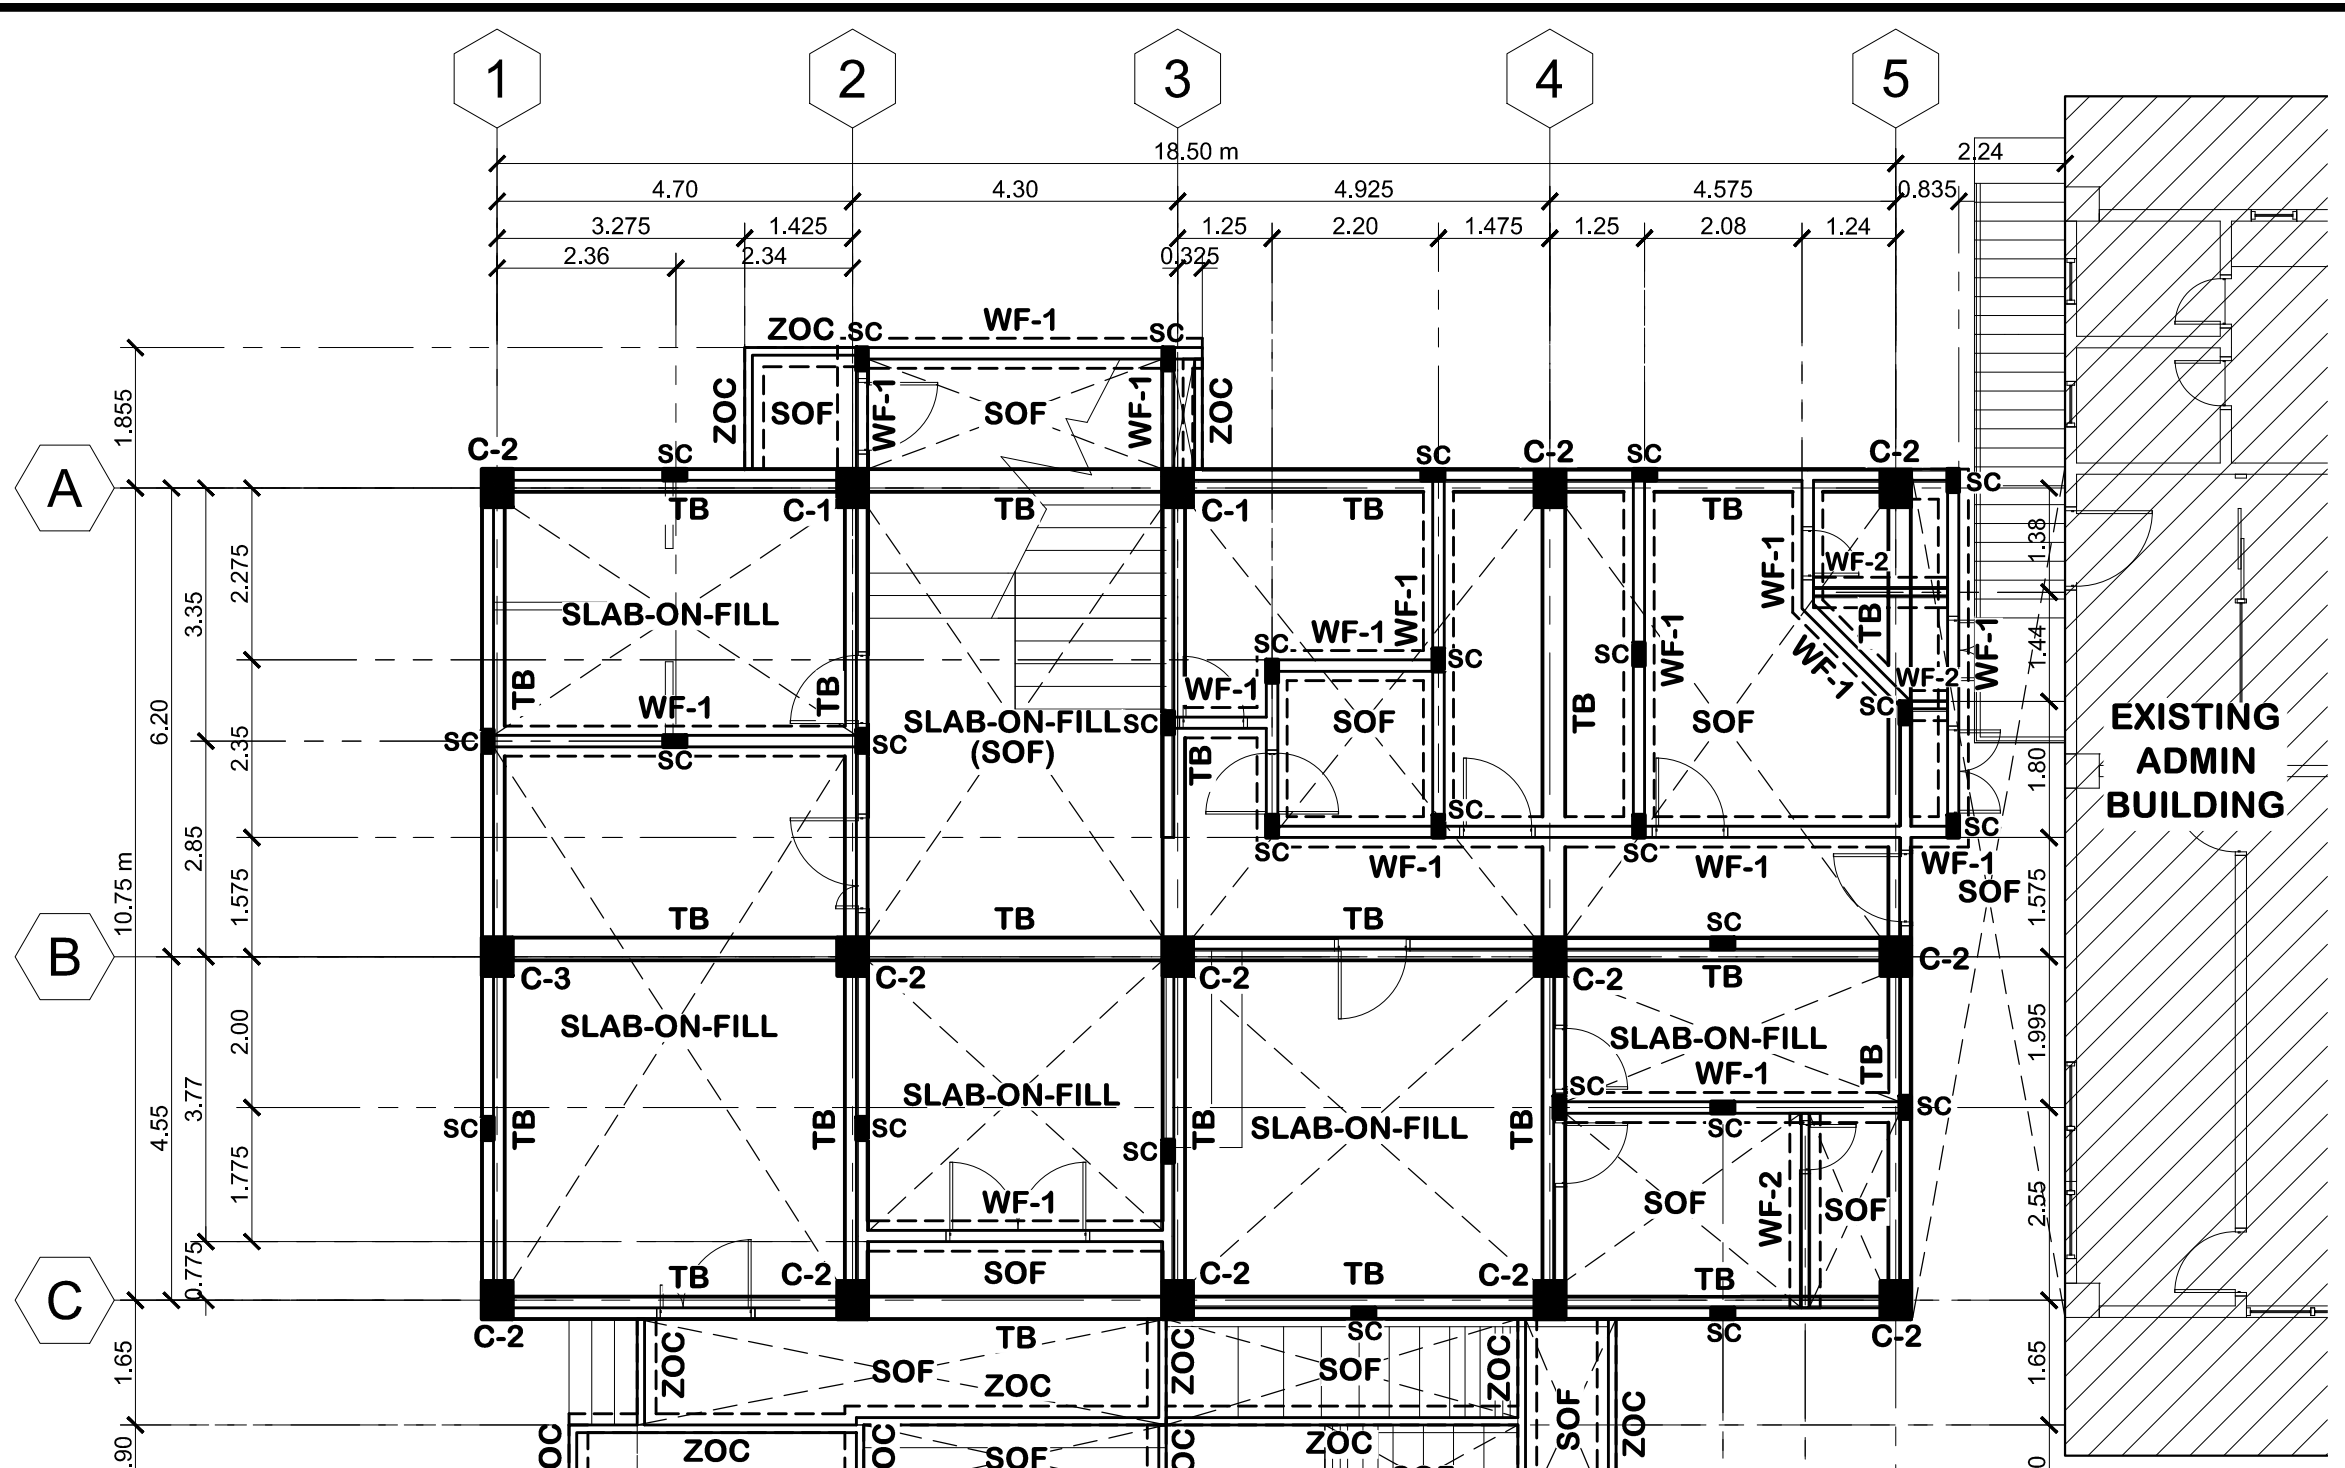 1
2
3
4
5
18.50 m
2.24
4.70
4.30
4.925
4.575
0.835
3.275
1.425
1.25
2.20
1.475
1.25
2.08
1.24
2.36
2.34
0.325
ZOC
SC
WF-1
SC
ZOC
SOF
WF-1
SOF
WF-1
ZOC
1.855
A
C-2
SC
SC
C-2
SC
C-2
SC
TB
C-1
TB
C-1
TB
TB
2.275
3.35
6.20
10.75 m
SLAB-ON-FILL
WF-1
WF-1
WF-2
1.38
WF-1
SC
SC
SC
WF-1
TB
WF-1
WF-1
1.44
TB
WF-1
TB
WF-1
WF-2
SC
SC
SC
SC
2.35
SLAB-ON-FILL
(SOF)
SC
TB
SOF
TB
SOF
EXISTING
ADMIN
BUILDING
1.80
2.85
SC
SC
SC
SC
1.575
WF-1
WF-1
WF-1
SOF
1.575
TB
TB
TB
SC
B
C-3
C-2
C-2
C-2
TB
C-2
SLAB-ON-FILL
2.00
3.77
4.55
SLAB-ON-FILL
1.995
WF-1
TB
SC
SC
SC
SLAB-ON-FILL
SLAB-ON-FILL
SC
TB
TB
SC
SC
TB
TB
1.775
WF-1
SOF
WF-2
SOF
2.55
0.775
C
TB
C-2
SOF
C-2
TB
C-2
TB
C-2
TB
SC
SC
C-2
1.65
ZOC
SOF
ZOC
ZOC
SOF
ZOC
SOF
ZOC
1.65
.90
ZOC
ZOC
ZOC
SOF
ZOC
ZOC